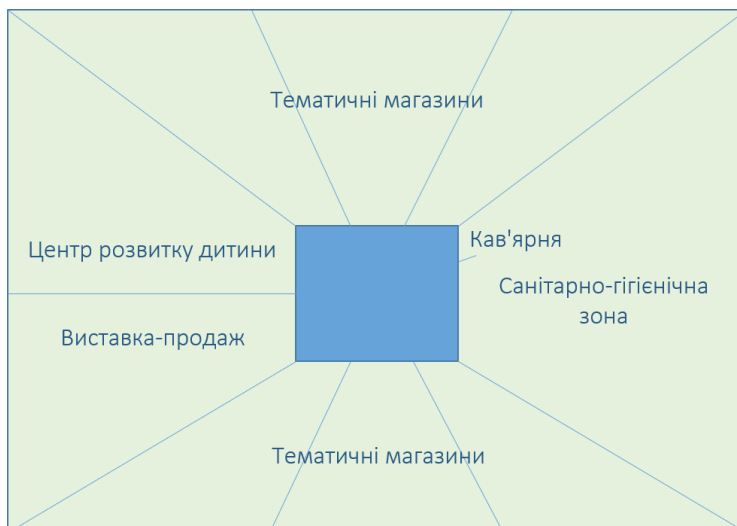 Тематичні магазини
Кав'ярня
Центр розвитку дитини
Санітарно-гігієнічна
зона
Виставка-продаж
Тематичні магазини